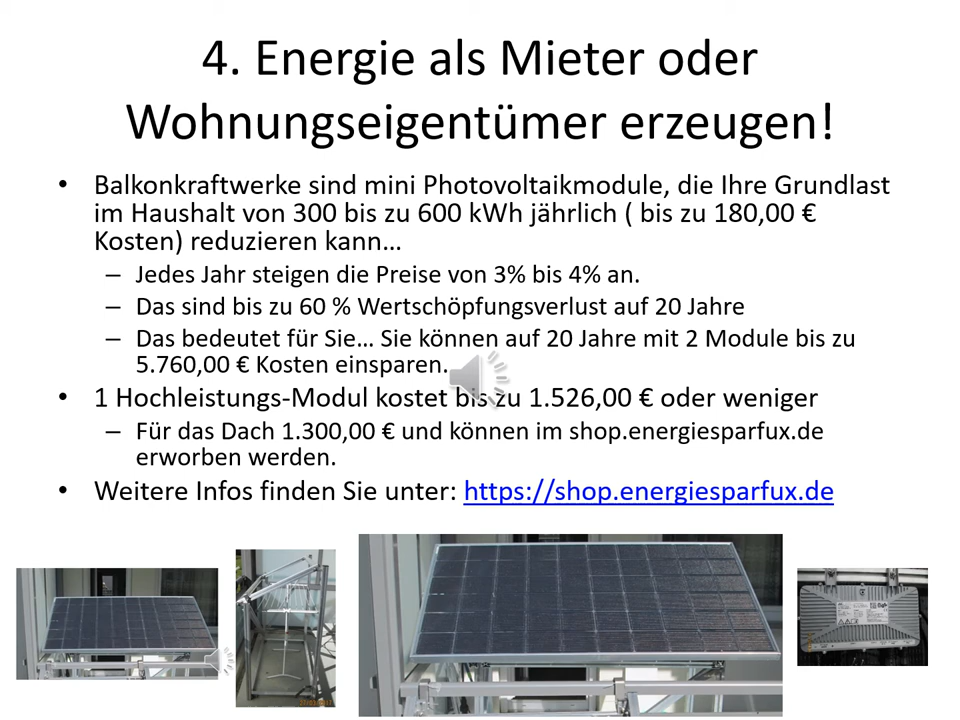 4. Energie als Mieter oder
Wohnungseigentümer erzeugen!
• Balkonkraftwerke sind mini Photovoltaikmodule, die Ihre Grundlast
im Haushalt von 300 bis zu 600 kWh jährlich ( bis zu 180,00 €
Kosten) reduzieren kann…
– Jedes Jahr steigen die Preise von 3% bis 4% an.
– Das sind bis zu 60 % Wertschöpfungsverlust auf 20 Jahre
– Das bedeutet für Sie… Sie können auf 20 Jahre mit 2 Module bis zu
5.760,00 € Kosten einsparen.
• 1 Hochleistungs-Modul kostet bis zu 1.526,00 € oder weniger
– Für das Dach 1.300,00 € und können im shop.energiesparfux.de
erworben werden.
• Weitere Infos finden Sie unter: https://shop.energiesparfux.de